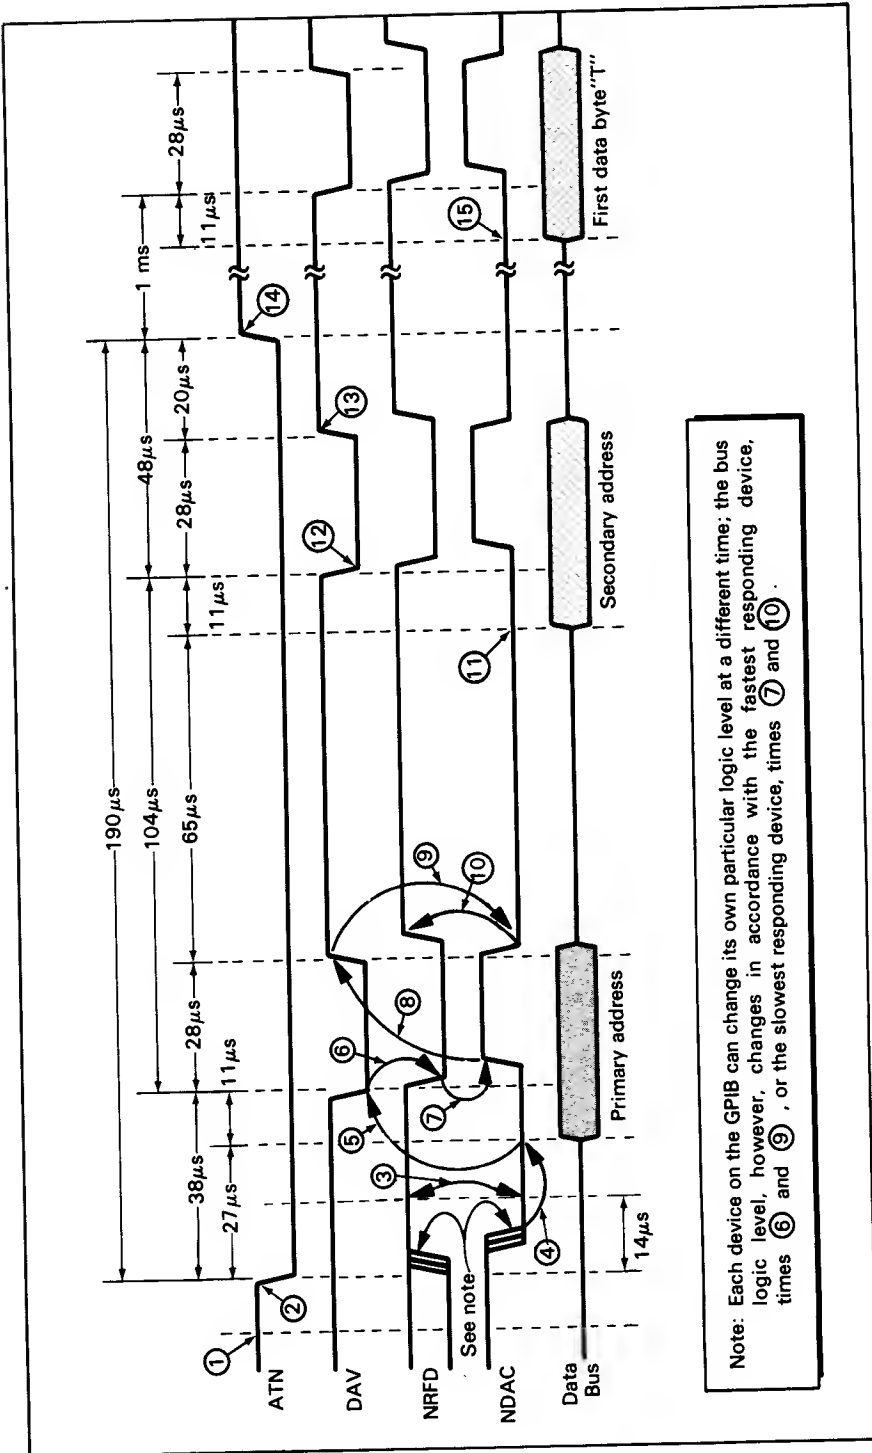 190μs
104μs
48μs
1 ms
38μs
28μs
65μs
28μs
20μs
11μs
28μs
27μs
11μs
11μs
①
②
⑭
ATN
DAV
⑤
⑥
⑧
⑨
⑫
⑬
NRFD
③
⑦
⑩
See note
④
⑪
⑮
NDAC
14μs
Data
Bus
Primary address
Secondary address
First data byte"T"
Note: Each device on the GPIB can change its own particular logic level at a different time; the bus
logic level, however, changes in accordance with the fastest responding device,
times ⑥ and ⑨ , or the slowest responding device, times ⑦ and ⑩ .